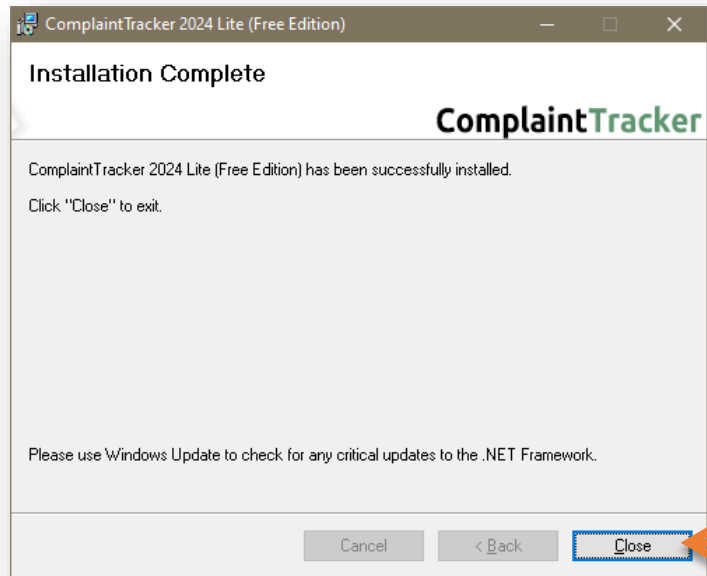 ComplaintTracker 2024 Lite (Free Edition)
Installation Complete
ComplaintTracker
ComplaintTracker 2024 Lite (Free Edition) has been successfully installed.
Click "Close" to exit.
Please use Windows Update to check for any critical updates to the .NET Framework.
Cancel < Back Close